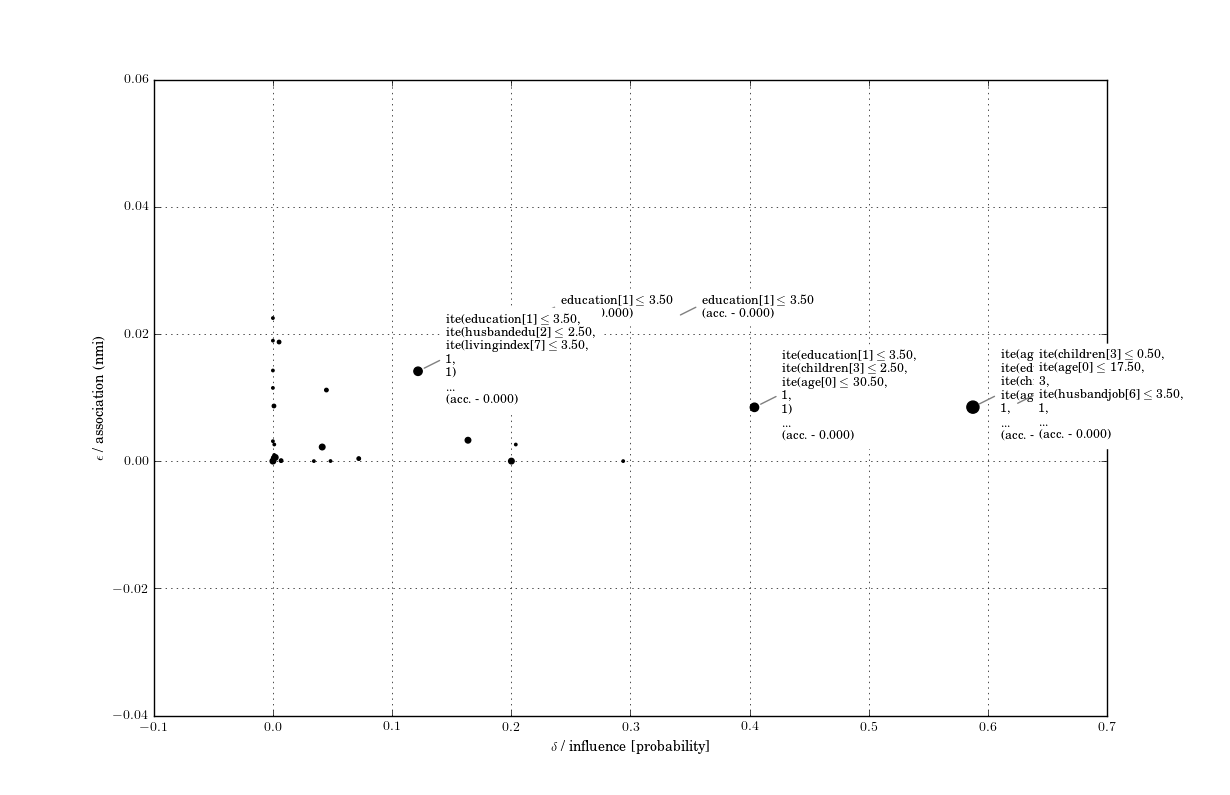 0.06
0.04
0.02
0.00
−0.02
−0.04
−0.1
0.0
0.1
0.2
0.3
0.4
0.5
0.6
0.7
ϵ / association (nmi)
δ / influence [probability]
education[1] ≤ 3.50
0.000)
education[1] ≤ 3.50
(acc. - 0.000)
ite(education[1] ≤ 3.50,
ite(husbandedu[2] ≤ 2.50,
ite(livingindex[7] ≤ 3.50,
1,
1)
...
(acc. - 0.000)
ite(education[1] ≤ 3.50,
ite(children[3] ≤ 2.50,
ite(age[0] ≤ 30.50,
1,
1)
...
(acc. - 0.000)
ite(ag
ite(ed
ite(ch
ite(ag
1,
...
(acc. -
ite(children[3] ≤ 0.50,
ite(age[0] ≤ 17.50,
3,
ite(husbandjob[6] ≤ 3.50,
1,
...
(acc. - 0.000)